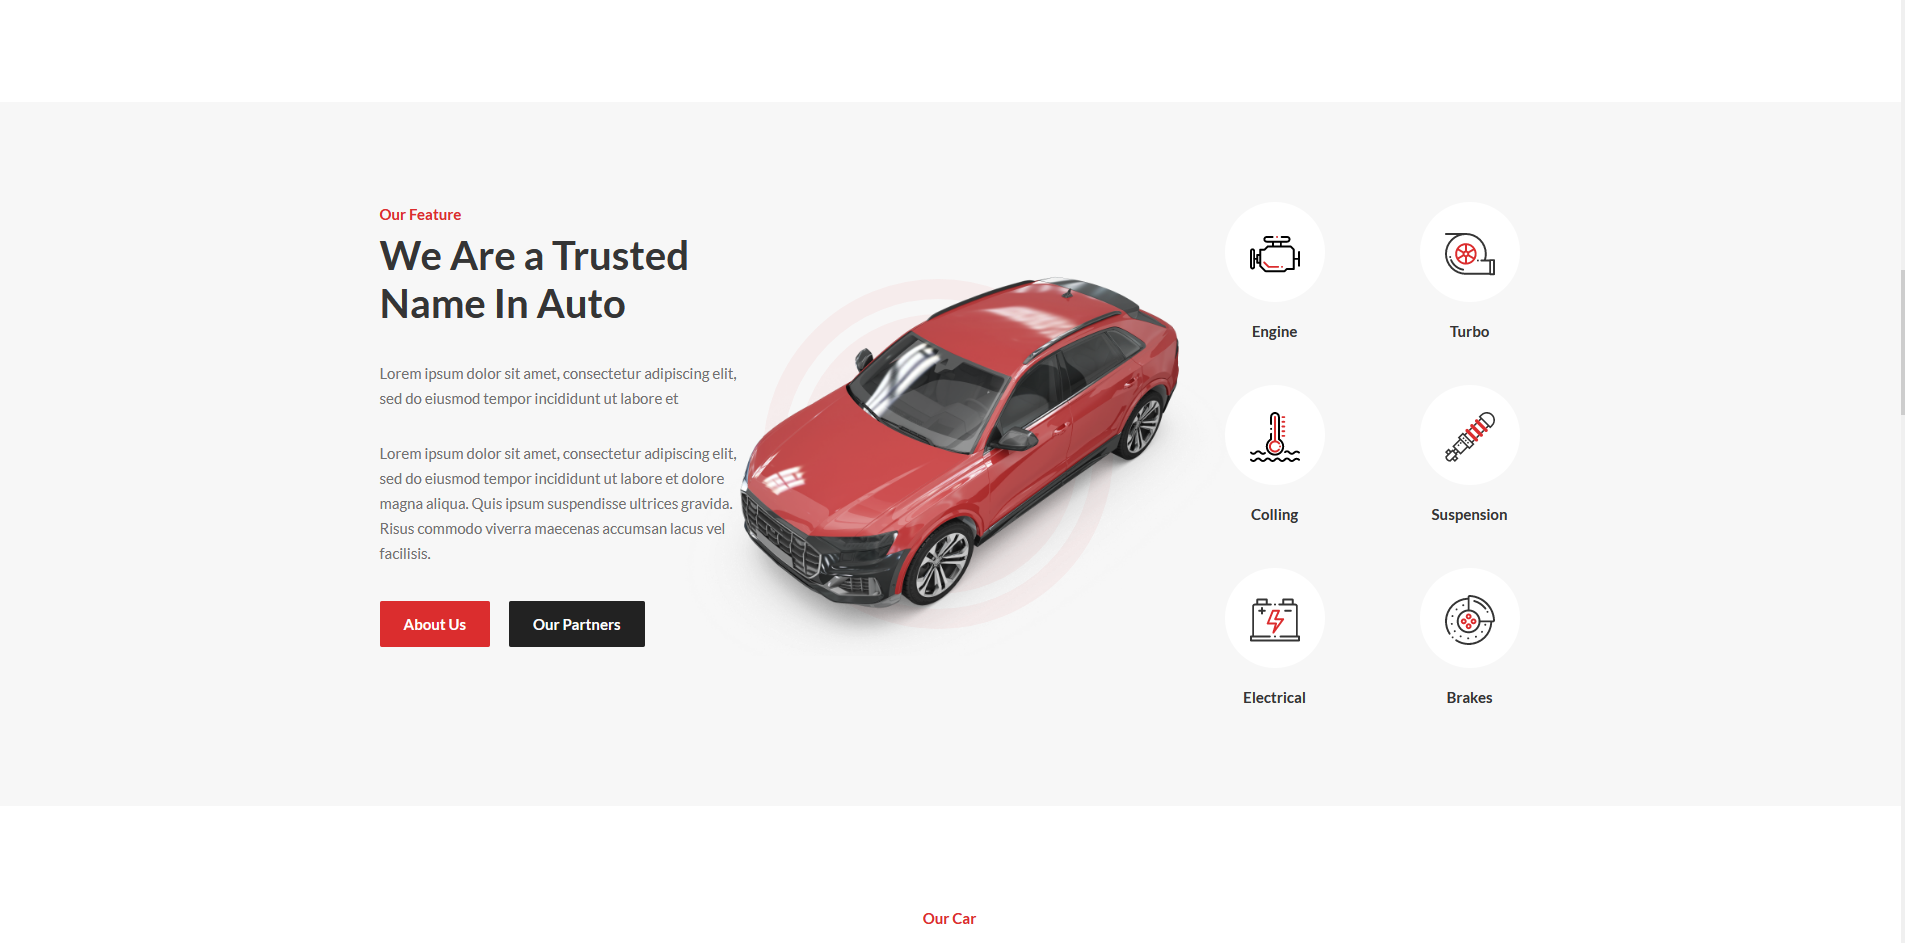 Our Feature
We Are a Trusted
Name In Auto
Lorem ipsum dolor sit amet, consectetur adipiscing elit,
sed do eiusmod tempor incididunt ut labore et
Lorem ipsum dolor sit amet, consectetur adipiscing elit,
sed do eiusmod tempor incididunt ut labore et dolore
magna aliqua. Quis ipsum suspendisse ultrices gravida.
Risus commodo viverra maecenas accumsan lacus vel
facilisis.
About Us
Our Partners
Engine
Turbo
Colling
Suspension
Electrical
Brakes
Our Car